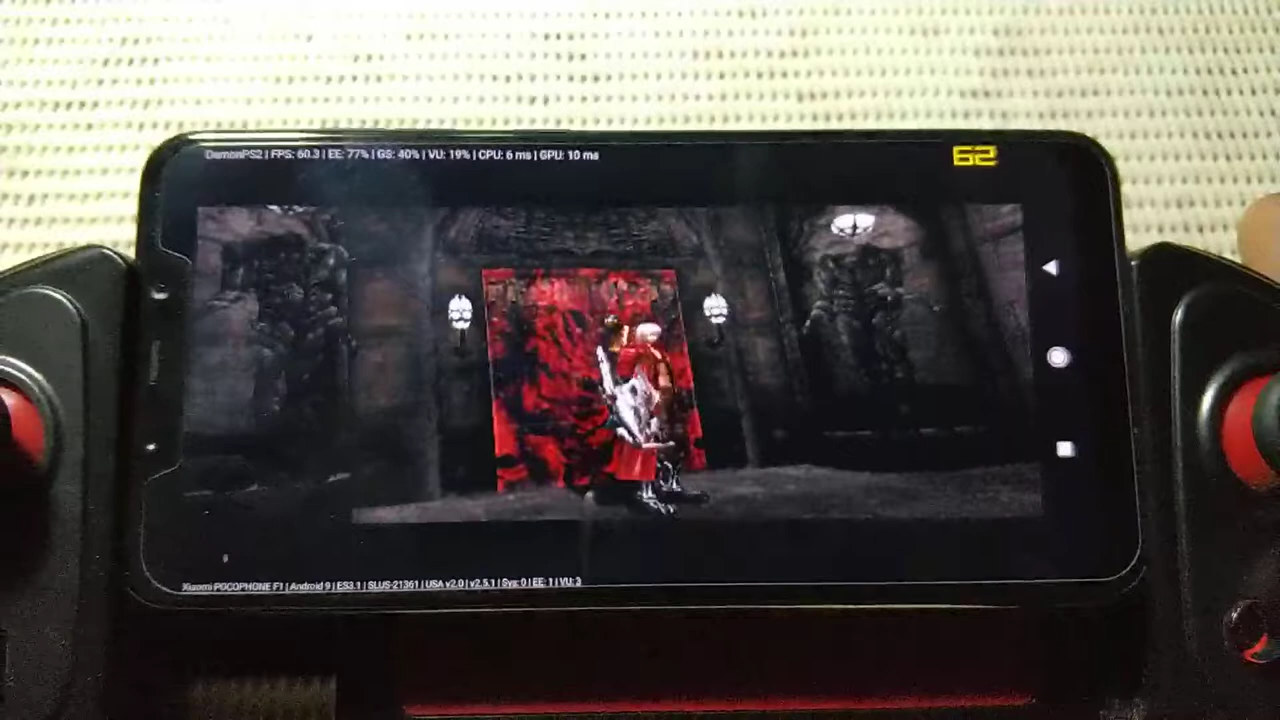 DamonPS2 | FPS: 60.3 | EE: 77% | GS: 40% | VU: 19% | CPU: 6 ms | GPU: 10 ms
62
Xiaomi POCOPHONE F1 | Android 9 | ES3.1 | SLUS-21361 | USA v2.0 | v2.5.1 | Sys: 0 | EE: 1 | VU: 3